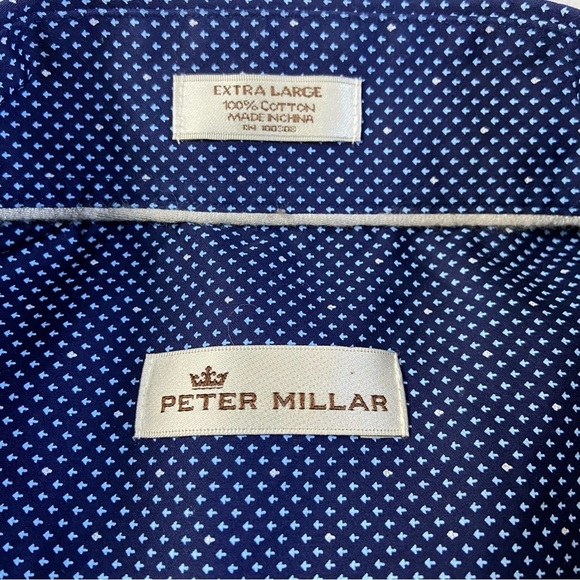 EXTRA LARGE
100% COTTON
MADE IN CHINA
PETER MILLAR